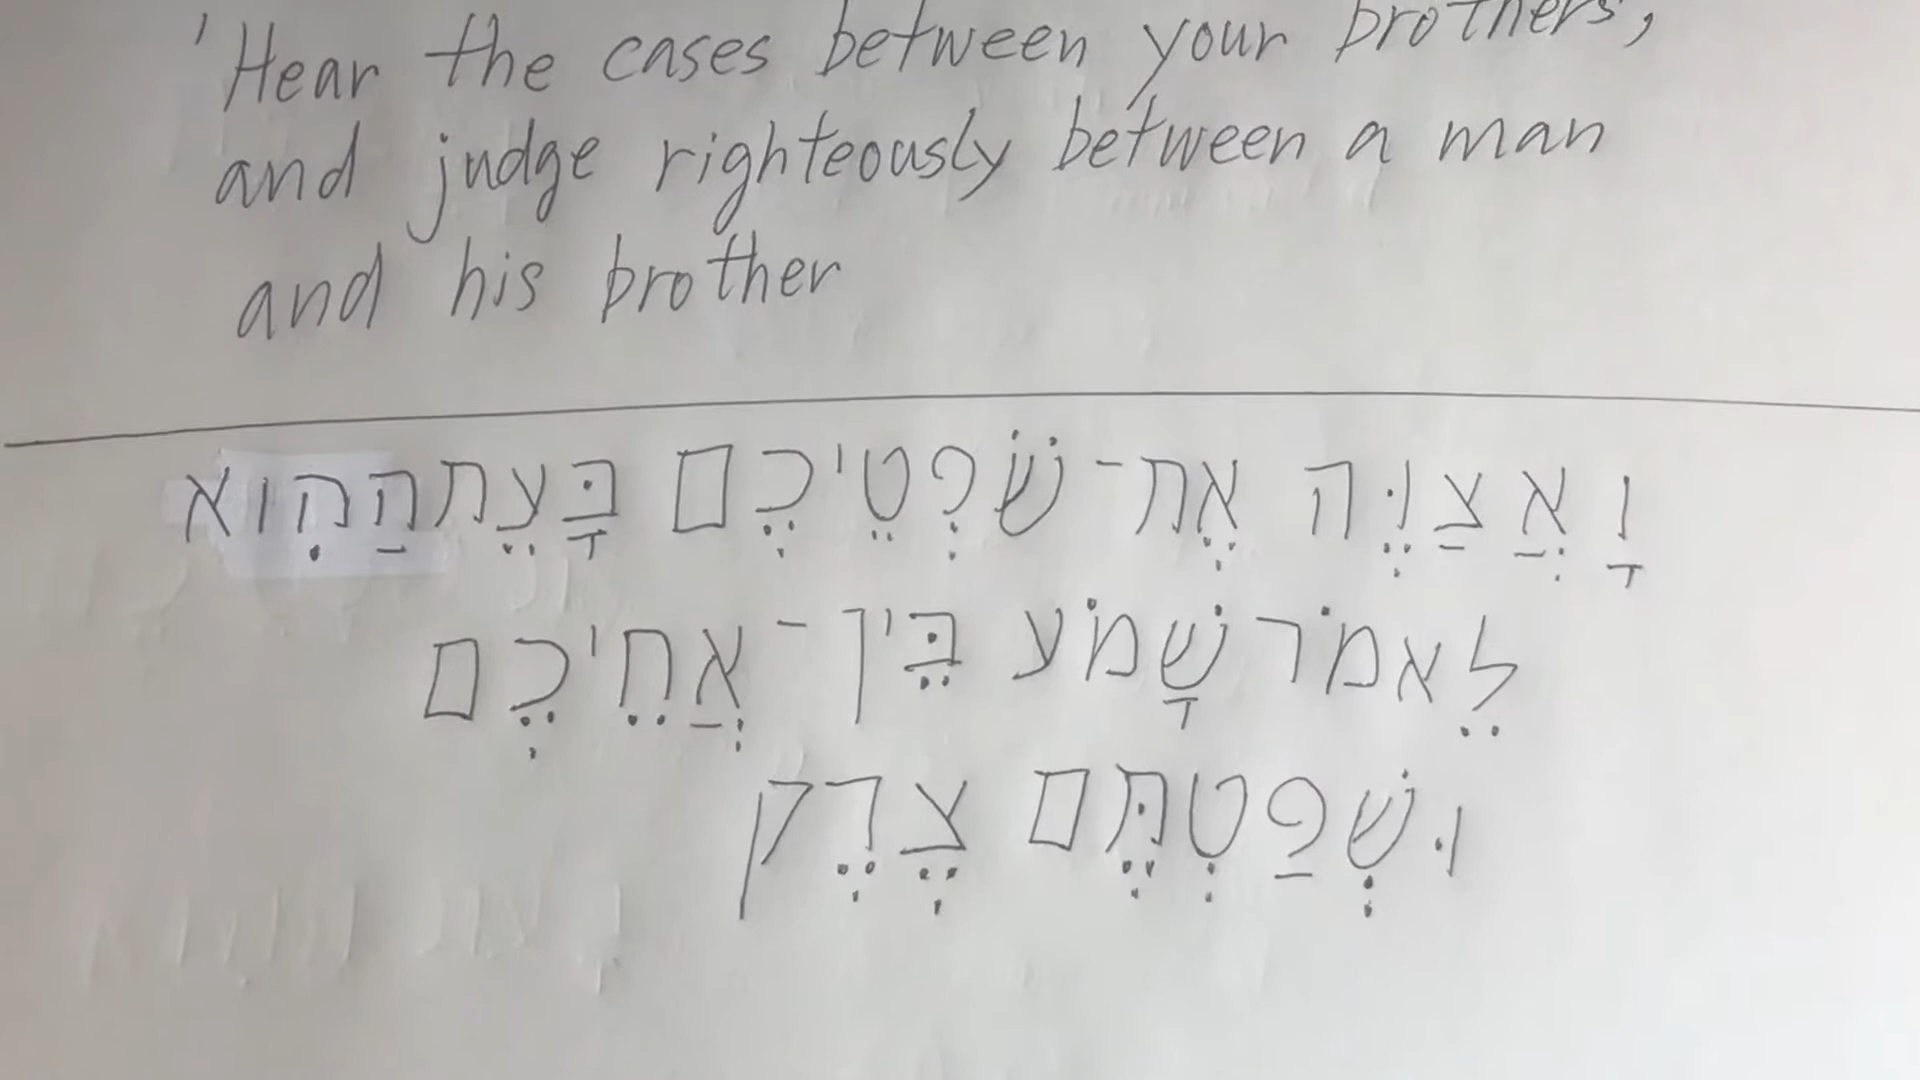 'Hear the cases between your brothers,
and judge righteously between a man
and his brother
וָאֲצַוֶּה אֶת־שֹׁפְטֵיכֶם בָּעֵתהַהִוא
לֵאמֹר שָׁמֹעַ בֵּין־אֲחֵיכֶם
וּשְׁפַטְתֶּם צֶדֶק